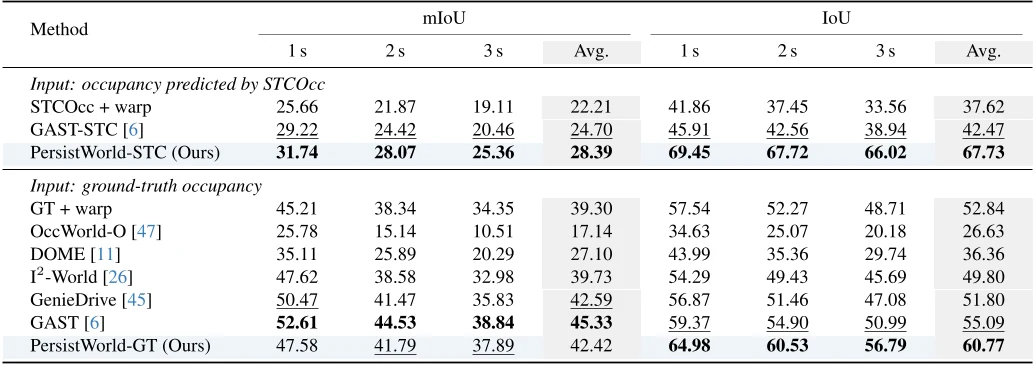 Method mIoU IoU
1 s 2 s 3 s Avg. 1 s 2 s 3 s Avg.
Input: occupancy predicted by STCOcc
STCOcc + warp 25.66 21.87 19.11 22.21 41.86 37.45 33.56 37.62
GAST-STC [6] 29.22 24.42 20.46 24.70 45.91 42.56 38.94 42.47
PersistWorld-STC (Ours) 31.74 28.07 25.36 28.39 69.45 67.72 66.02 67.73
Input: ground-truth occupancy
GT + warp 45.21 38.34 34.35 39.30 57.54 52.27 48.71 52.84
OccWorld-O [47] 25.78 15.14 10.51 17.14 34.63 25.07 20.18 26.63
DOME [11] 35.11 25.89 20.29 27.10 43.99 35.36 29.74 36.36
I²-World [26] 47.62 38.58 32.98 39.73 54.29 49.43 45.69 49.80
GenieDrive [45] 50.47 41.47 35.83 42.59 56.87 51.46 47.08 51.80
GAST [6] 52.61 44.53 38.84 45.33 59.37 54.90 50.99 55.09
PersistWorld-GT (Ours) 47.58 41.79 37.89 42.42 64.98 60.53 56.79 60.77